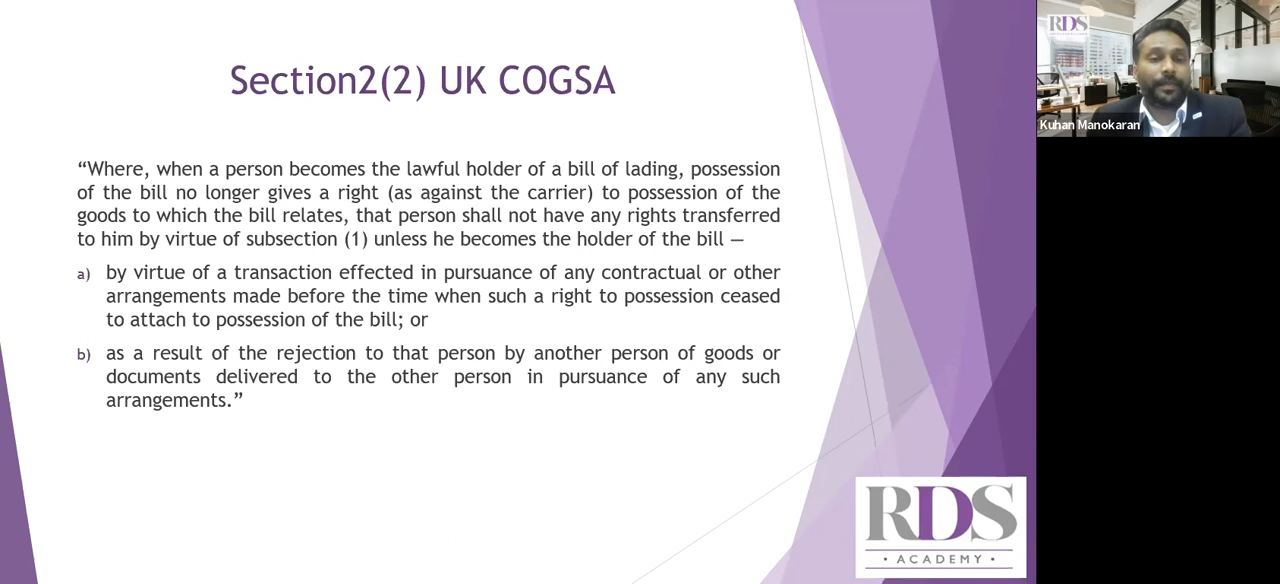 Section2(2) UK COGSA
“Where, when a person becomes the lawful holder of a bill of lading, possession
of the bill no longer gives a right (as against the carrier) to possession of the
goods to which the bill relates, that person shall not have any rights transferred
to him by virtue of subsection (1) unless he becomes the holder of the bill —
a) by virtue of a transaction effected in pursuance of any contractual or other
arrangements made before the time when such a right to possession ceased
to attach to possession of the bill; or
b) as a result of the rejection to that person by another person of goods or
documents delivered to the other person in pursuance of any such
arrangements.”
RDS
• ACADEMY •
RDS
Kuhan Manokaran